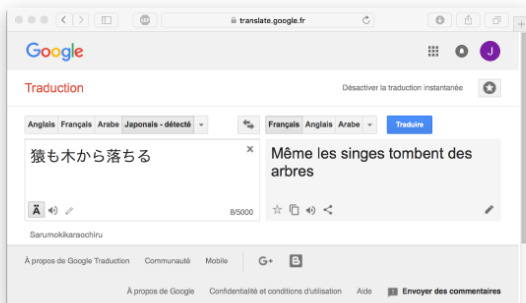 translate.google.fr
Google
J
Traduction
Désactiver la traduction instantanée
Anglais Français Arabe Japonais - détecté
Français Anglais Arabe
Traduire
猿も木から落ちる
Même les singes tombent des
arbres
Ä
8/5000
Sarumokikaraochiru
À propos de Google Traduction Communauté Mobile G+ B
À propos de Google Confidentialité et conditions d'utilisation Aide Envoyer des commentaires